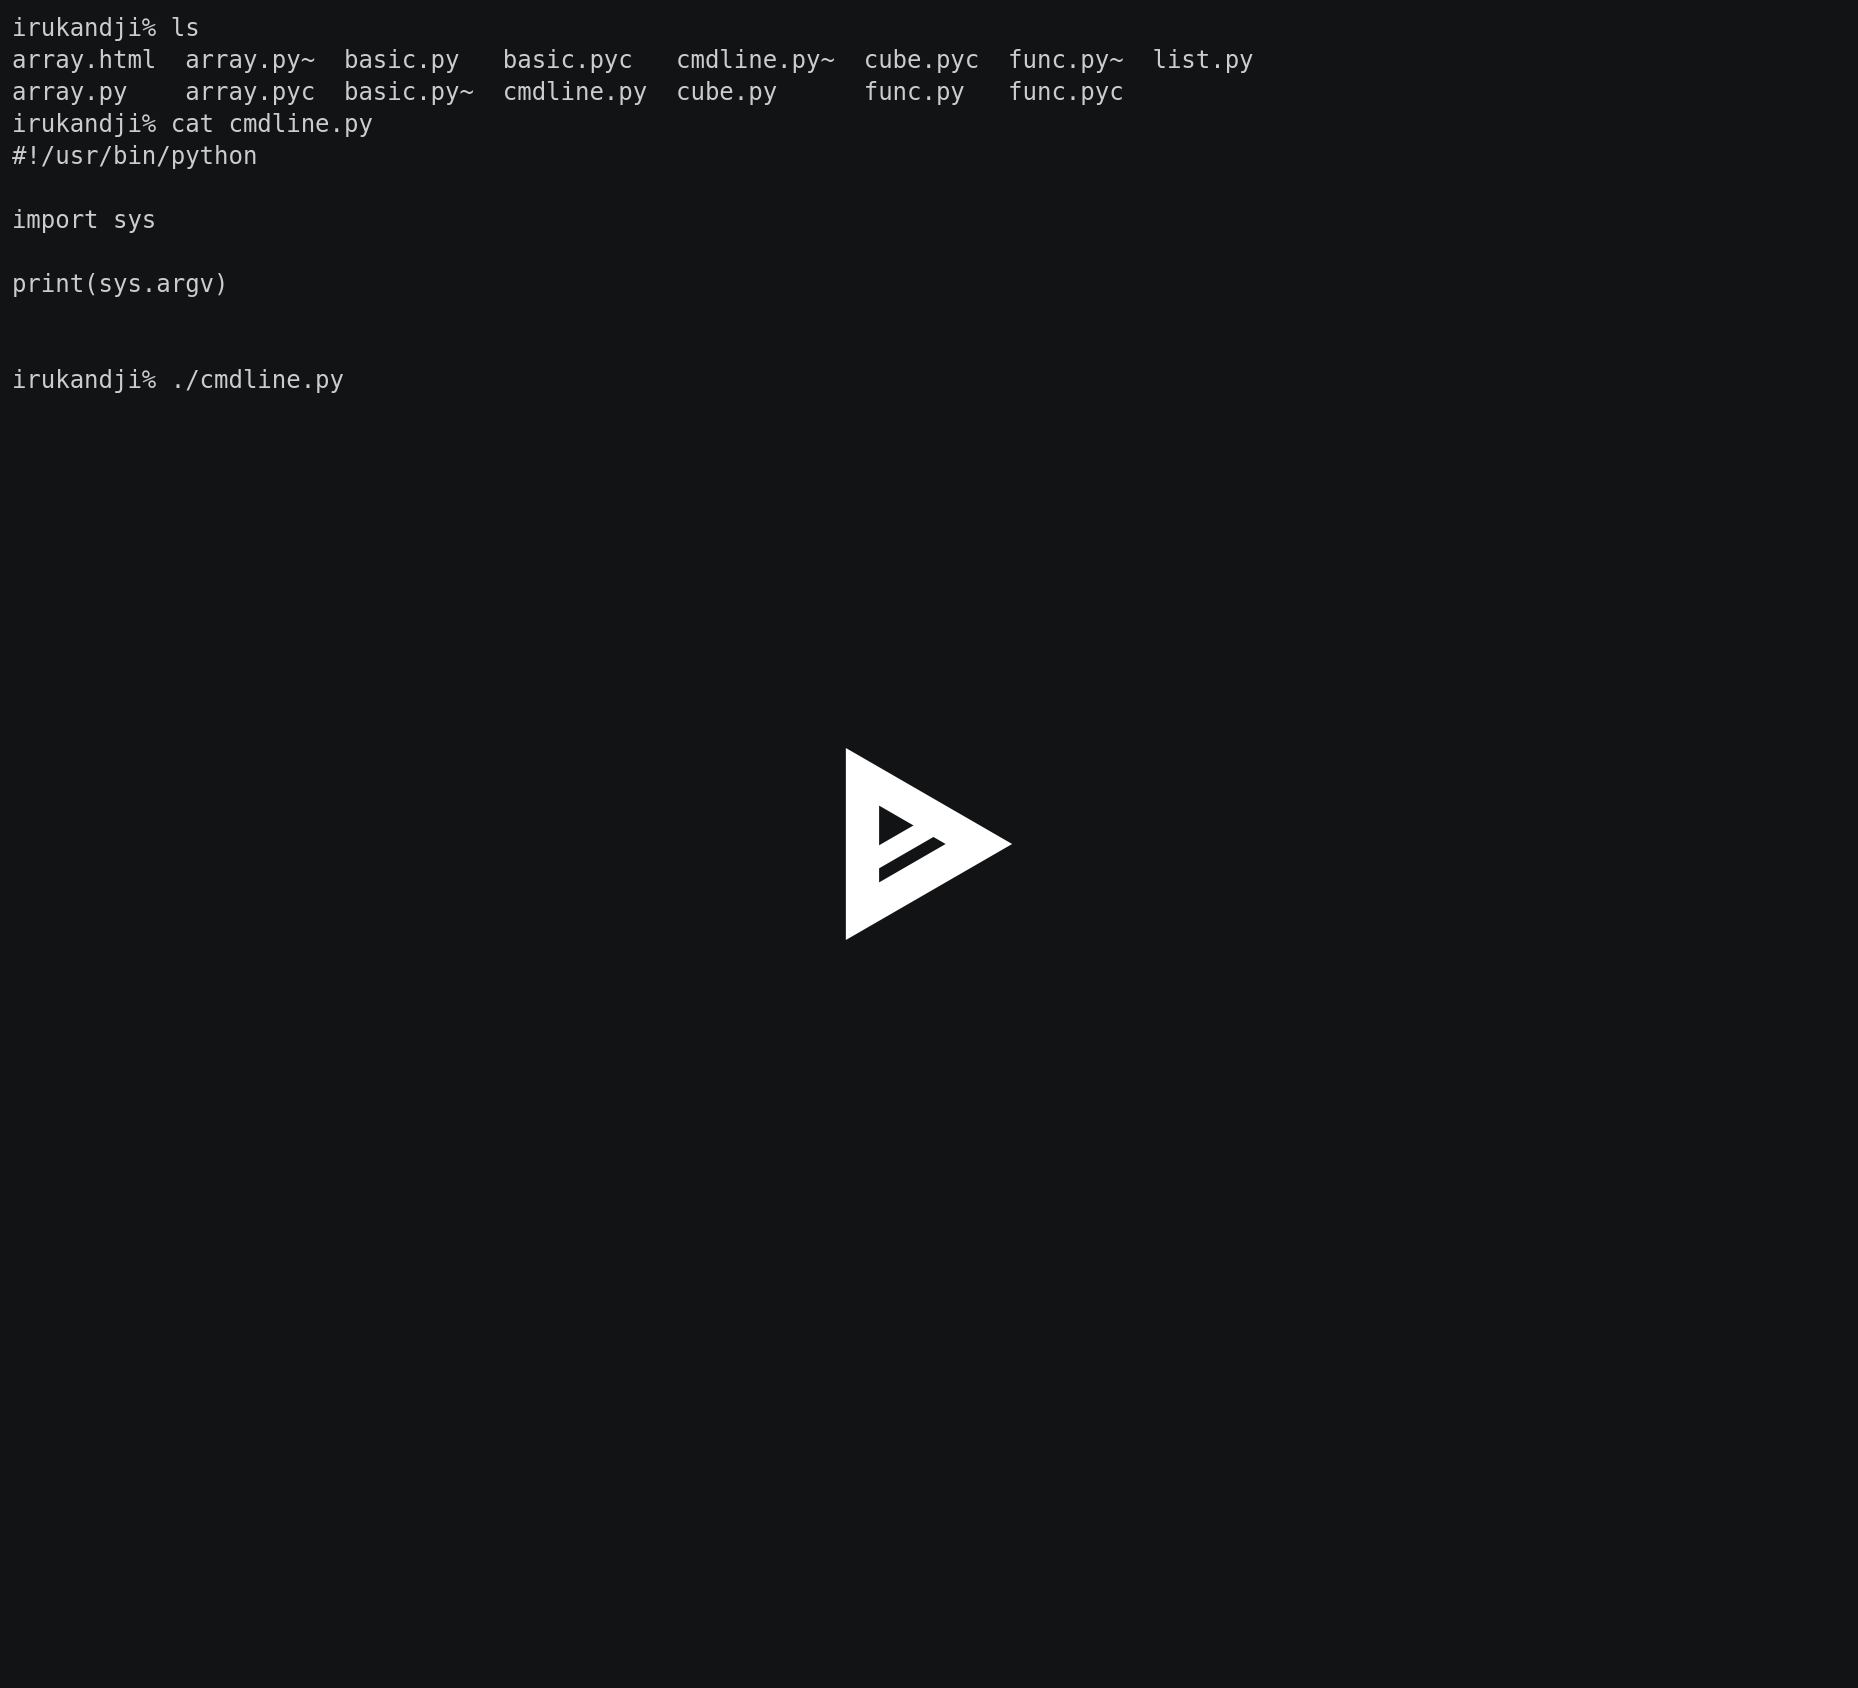 irukandji% ls
array.html  array.py~  basic.py   basic.pyc   cmdline.py~  cube.pyc  func.py~  list.py
array.py    array.pyc  basic.py~  cmdline.py  cube.py      func.py   func.pyc
irukandji% cat cmdline.py
#!/usr/bin/python
import sys
print(sys.argv)
irukandji% ./cmdline.py